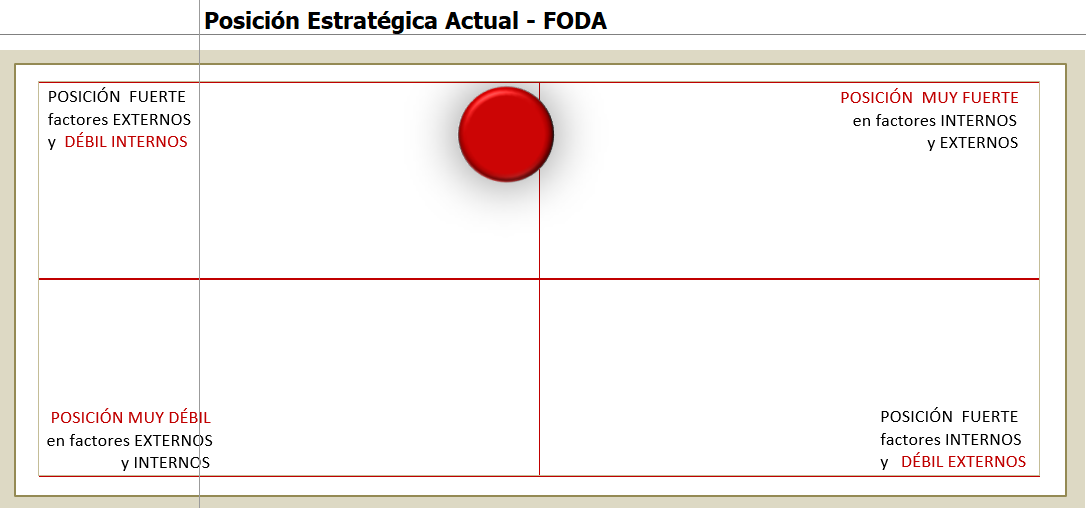 Posición Estratégica Actual - FODA
POSICIÓN FUERTE
factores EXTERNOS
y DÉBIL INTERNOS
POSICIÓN MUY FUERTE
en factores INTERNOS
y EXTERNOS
POSICIÓN MUY DÉBIL
en factores EXTERNOS
y INTERNOS
POSICIÓN FUERTE
factores INTERNOS
y DÉBIL EXTERNOS